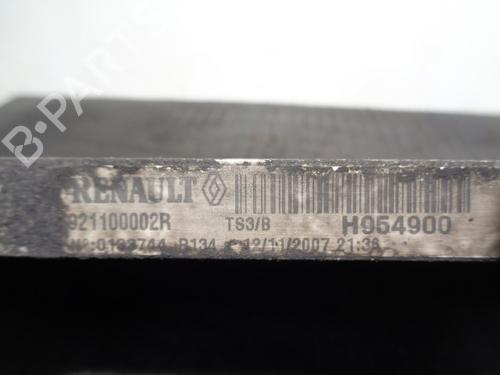 B-PARTS
RENAULT
921100002R TS3/B H954900
R134 12/11/2007 21:36